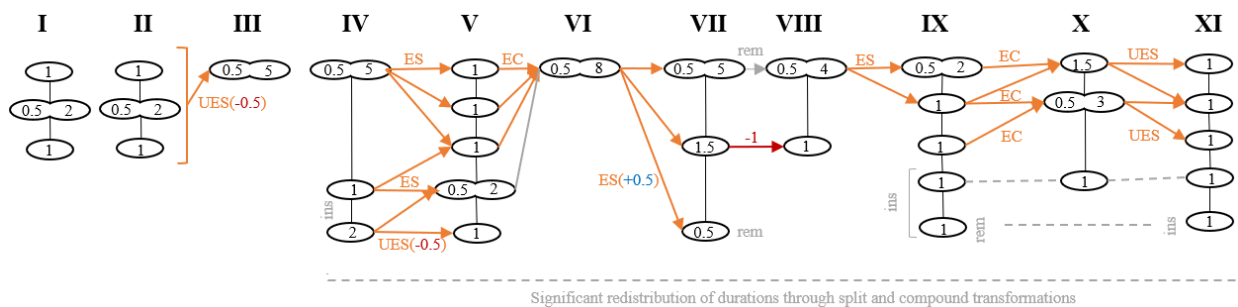 I II III IV V VI VII VIII IX X XI
rem
1 1 0.5 5 0.5 5 ES 1 EC 0.5 8 0.5 5 0.5 4 ES 0.5 2 EC 1.5 UES 1
0.5 2 0.5 2 UES(-0.5) 1 1 EC 0.5 3 1
1 1 1 1.5 -1 1 1 EC UES 1
ins 1 ES 0.5 2 ES(+0.5) ins 1 1 1
2 UES(-0.5) 1 0.5 rem 1 rem ins 1
Significant redistribution of durations through split and compound transformations